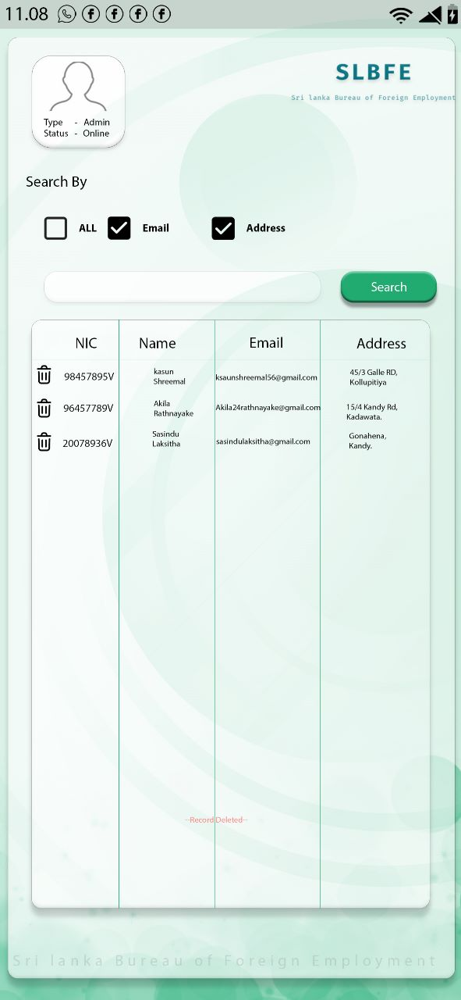 11.08
SLBFE
Sri lanka Bureau of Foreign Employment
Type - Admin
Status - Online
Search By
ALL Email Address
Search
NIC Name Email Address
98457895V kasun Shreemal ksaunshreemal56@gmail.com 45/3 Galle RD, Kollupitiya
96457789V Akila Rathnayake Akila24rathnayake@gmail.com 15/4 Kandy Rd, Kadawata.
20078936V Sasindu Laksitha sasindulaksitha@gmail.com Gonahena, Kandy.
--Record Deleted--
Sri lanka Bureau of Foreign Employment